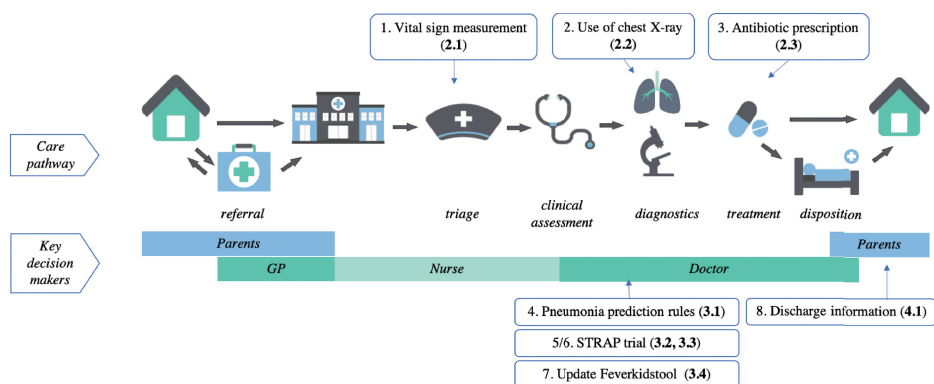 1. Vital sign measurement
(2.1)
2. Use of chest X-ray
(2.2)
3. Antibiotic prescription
(2.3)
Care
pathway
referral
triage
clinical
assessment
diagnostics
treatment
disposition
Key
decision
makers
Parents
Parents
GP
Nurse
Doctor
4. Pneumonia prediction rules (3.1)
8. Discharge information (4.1)
5/6. STRAP trial (3.2, 3.3)
7. Update Feverkidstool (3.4)